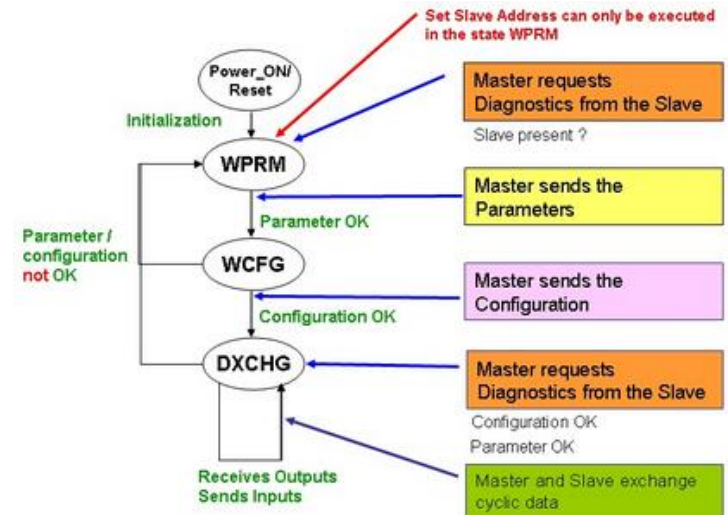 Set Slave Address can only be executed
in the state WPRM
Power_ON/
Reset
Initialization
Master requests
Diagnostics from the Slave
Slave present ?
WPRM
Master sends the
Parameters
Parameter OK
Parameter /
configuration
not OK
WCFG
Master sends the
Configuration
Configuration OK
DXCHG
Master requests
Diagnostics from the Slave
Configuration OK
Parameter OK
Receives Outputs
Sends Inputs
Master and Slave exchange
cyclic data